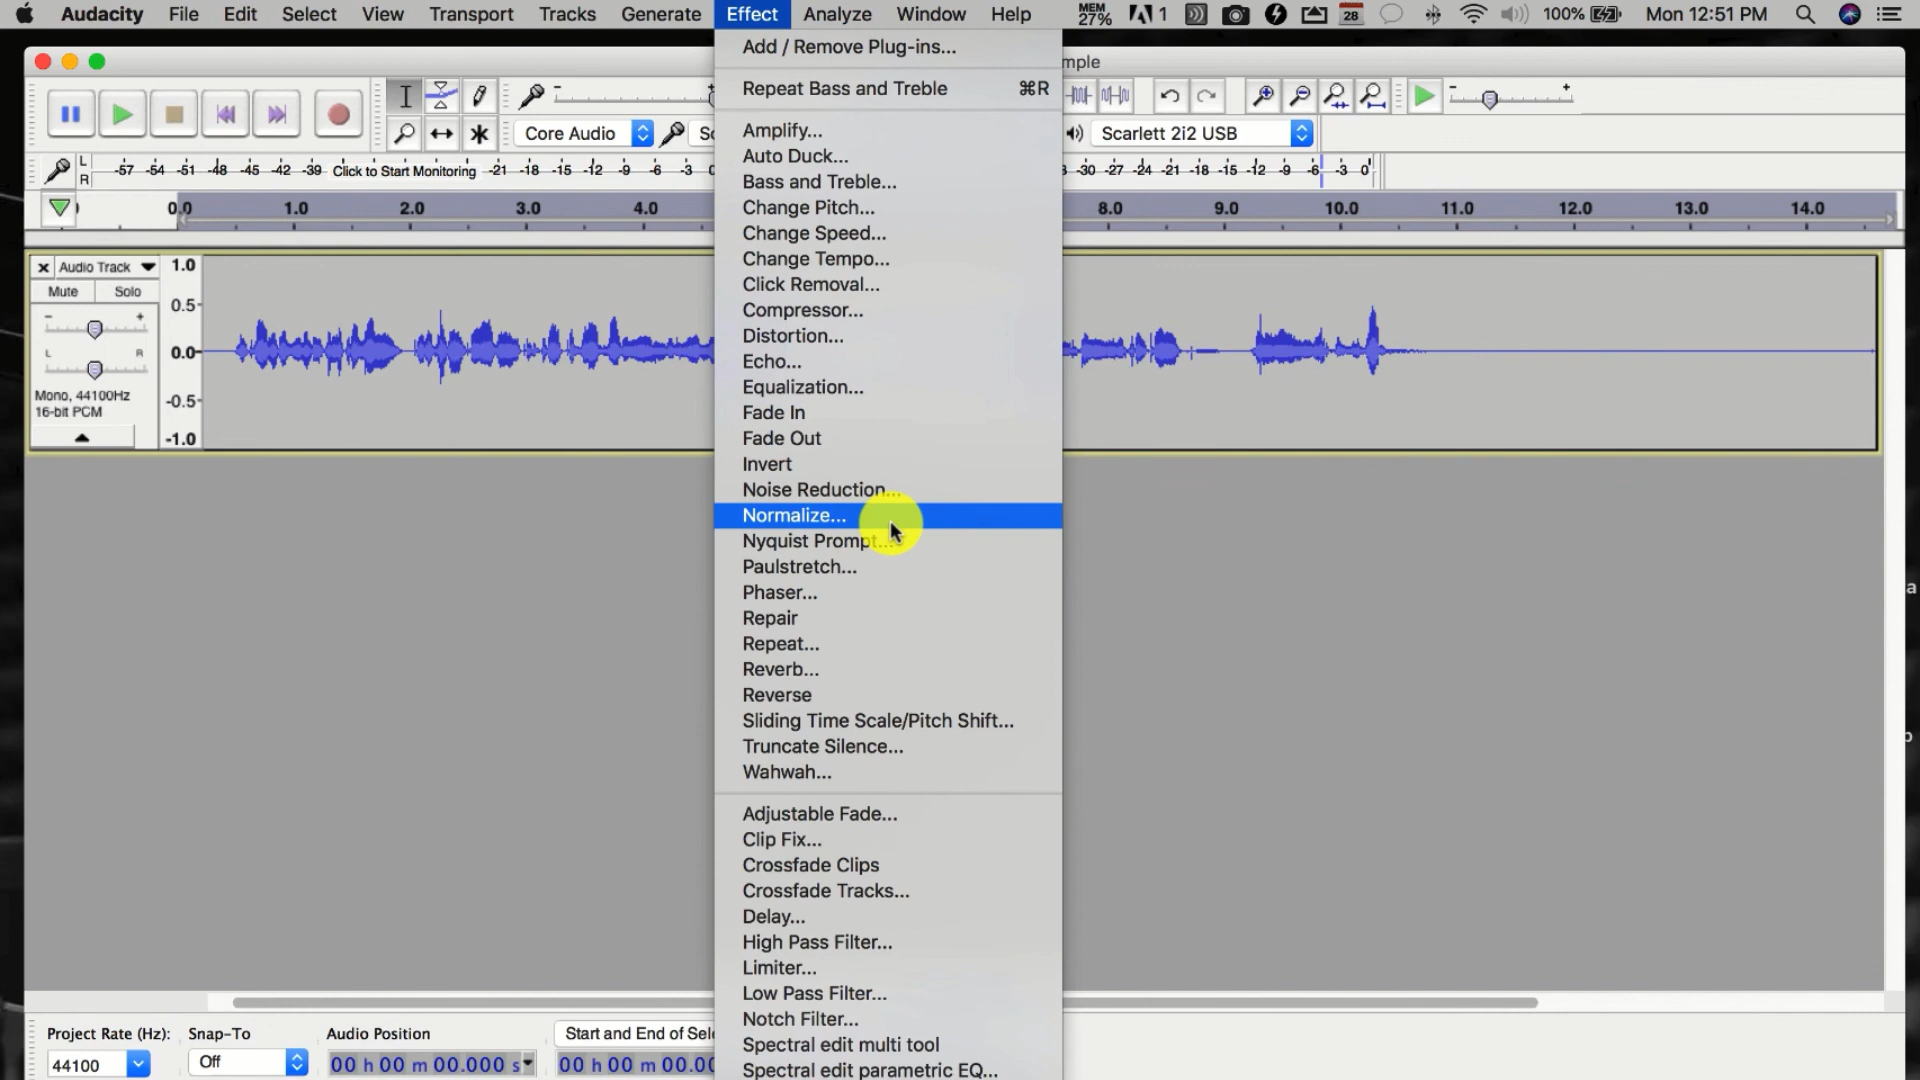 Audacity File Edit Select View Transport Tracks Generate Effect Analyze Window Help MEM 27% 1 28 100% Mon 12:51 PM
mple
Add / Remove Plug-ins...
Repeat Bass and Treble ⌘R
Amplify...
Auto Duck...
Bass and Treble...
Change Pitch...
Change Speed...
Change Tempo...
Click Removal...
Compressor...
Distortion...
Echo...
Equalization...
Fade In
Fade Out
Invert
Noise Reduction...
Normalize...
Nyquist Prompt...
Paulstretch...
Phaser...
Repair
Repeat...
Reverb...
Reverse
Sliding Time Scale/Pitch Shift...
Truncate Silence...
Wahwah...
Adjustable Fade...
Clip Fix...
Crossfade Clips
Crossfade Tracks...
Delay...
High Pass Filter...
Limiter...
Low Pass Filter...
Notch Filter...
Spectral edit multi tool
Spectral edit parametric EQ...
Core Audio Sc Scarlett 2i2 USB
L
R
-57 -54 -51 -48 -45 -42 -39 Click to Start Monitoring -21 -18 -15 -12 -9 -6 -3 0 -30 -27 -24 -21 -18 -15 -12 -9 -6 -3 0
0.0 1.0 2.0 3.0 4.0 8.0 9.0 10.0 11.0 12.0 13.0 14.0
Audio Track
Mute Solo
- +
L R
Mono, 44100Hz
16-bit PCM
1.0
0.5
0.0
-0.5
-1.0
Project Rate (Hz): Snap-To Audio Position Start and End of Sele
44100 Off 00 h 00 m 00.000 s 00 h 00 m 00.00